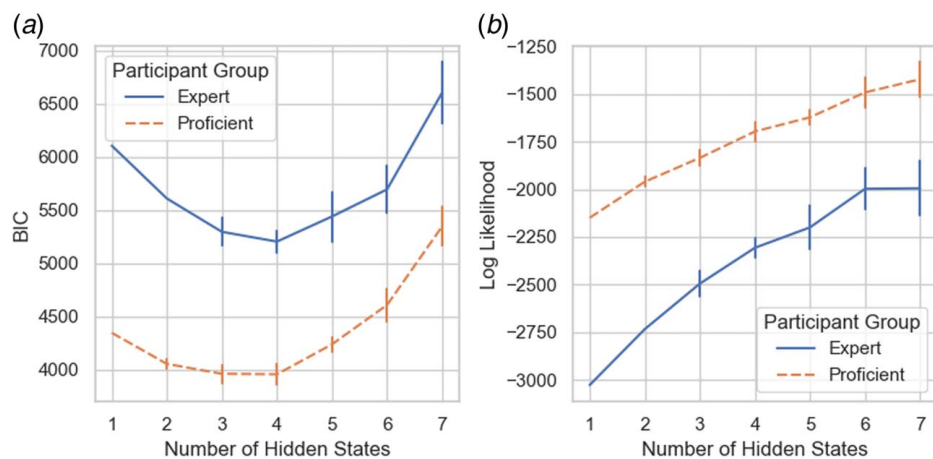 (a)
7000
6500
6000
5500
5000
4500
4000
BIC
1 2 3 4 5 6 7
Number of Hidden States
Participant Group
Expert
Proficient
(b)
−1250
−1500
−1750
−2000
−2250
−2500
−2750
−3000
Log Likelihood
1 2 3 4 5 6 7
Number of Hidden States
Participant Group
Expert
Proficient